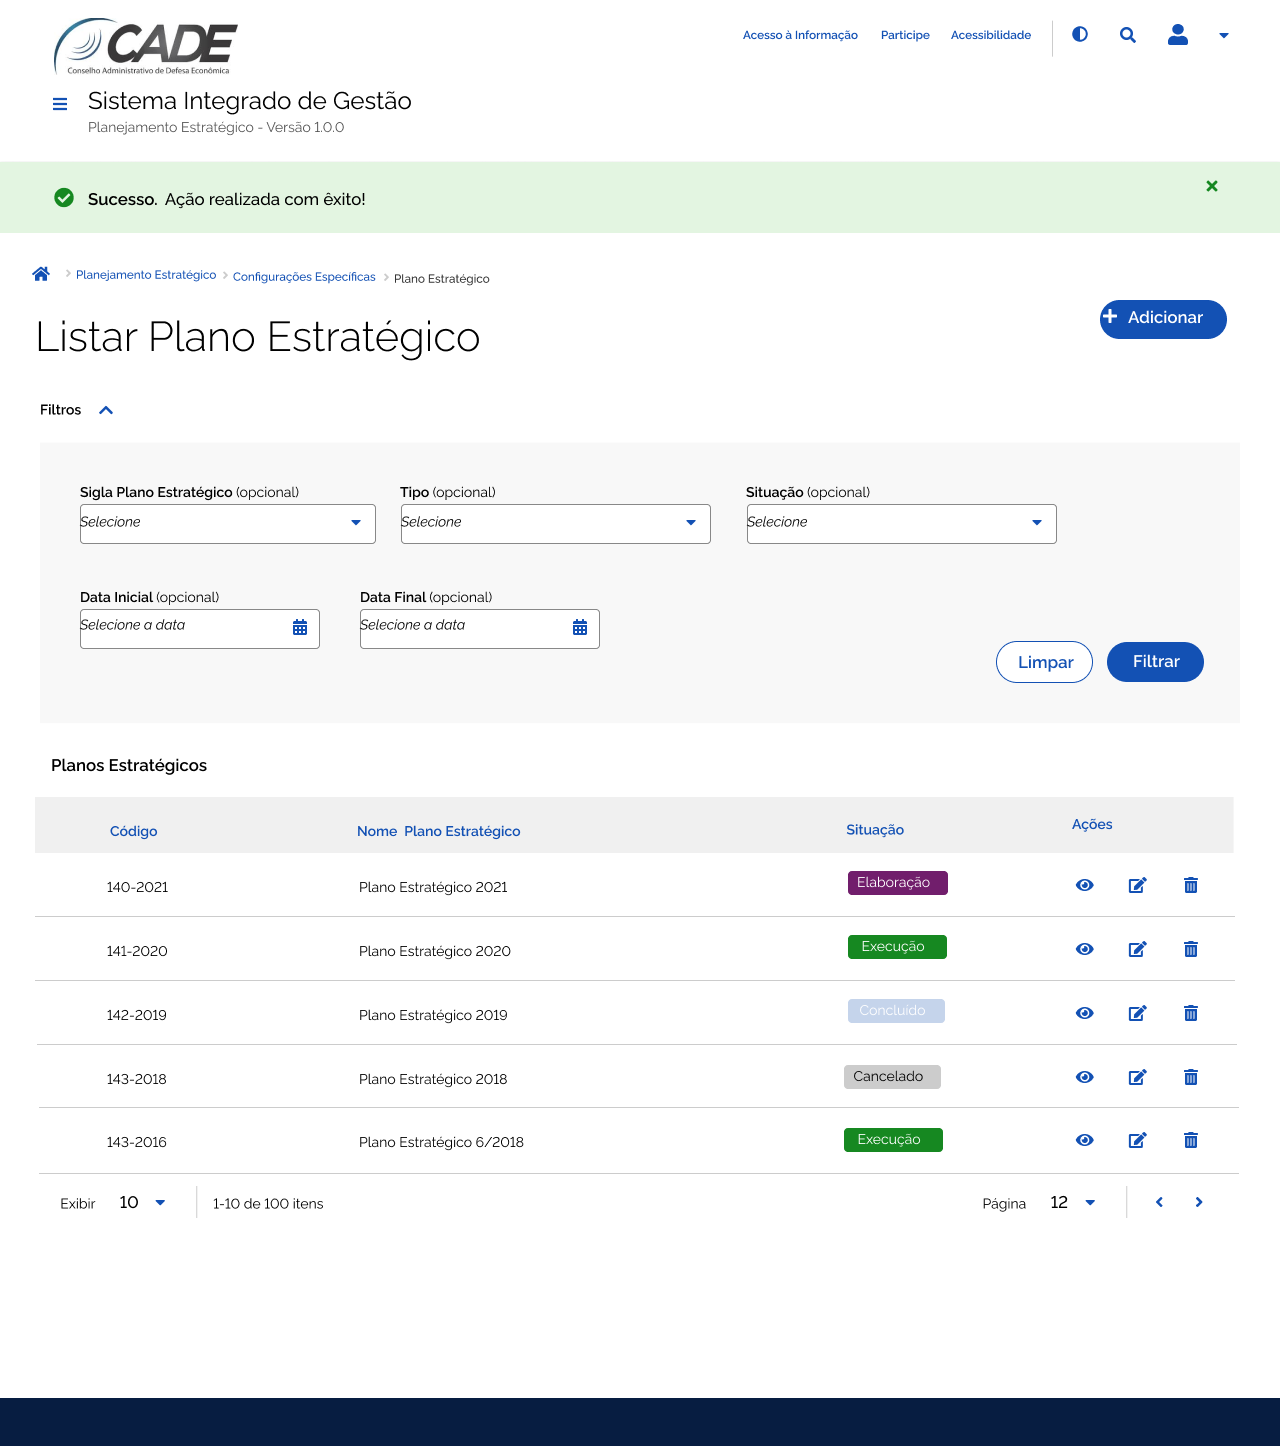 CADE
Conselho Administrativo de Defesa Econômica
Acesso à Informação Participe Acessibilidade
Sistema Integrado de Gestão
Planejamento Estratégico - Versão 1.0.0
Sucesso. Ação realizada com êxito!
Planejamento Estratégico Configurações Específicas Plano Estratégico
Listar Plano Estratégico
Adicionar
Filtros
Sigla Plano Estratégico (opcional) Tipo (opcional) Situação (opcional)
Selecione Selecione Selecione
Data Inicial (opcional) Data Final (opcional)
Selecione a data Selecione a data
Limpar Filtrar
Planos Estratégicos
Código Nome Plano Estratégico Situação Ações
140-2021 Plano Estratégico 2021 Elaboração
141-2020 Plano Estratégico 2020 Execução
142-2019 Plano Estratégico 2019 Concluído
143-2018 Plano Estratégico 2018 Cancelado
143-2016 Plano Estratégico 6/2018 Execução
Exibir 10 1-10 de 100 itens Página 12